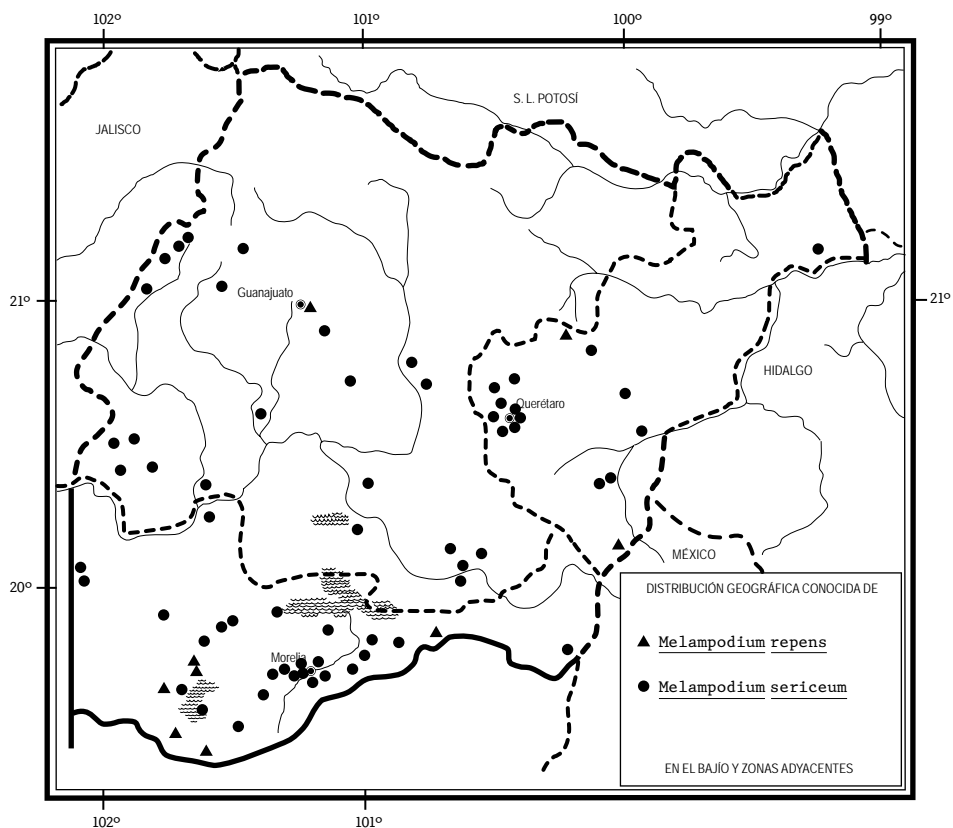 102º 101º 100º 99º
S. L. POTOSÍ
JALISCO
Guanajuato
21º 21º
HIDALGO
Querétaro
MÉXICO
20º
DISTRIBUCIÓN GEOGRÁFICA CONOCIDA DE
Melampodium repens
Morelia
Melampodium sericeum
EN EL BAJÍO Y ZONAS ADYACENTES
102º 101º